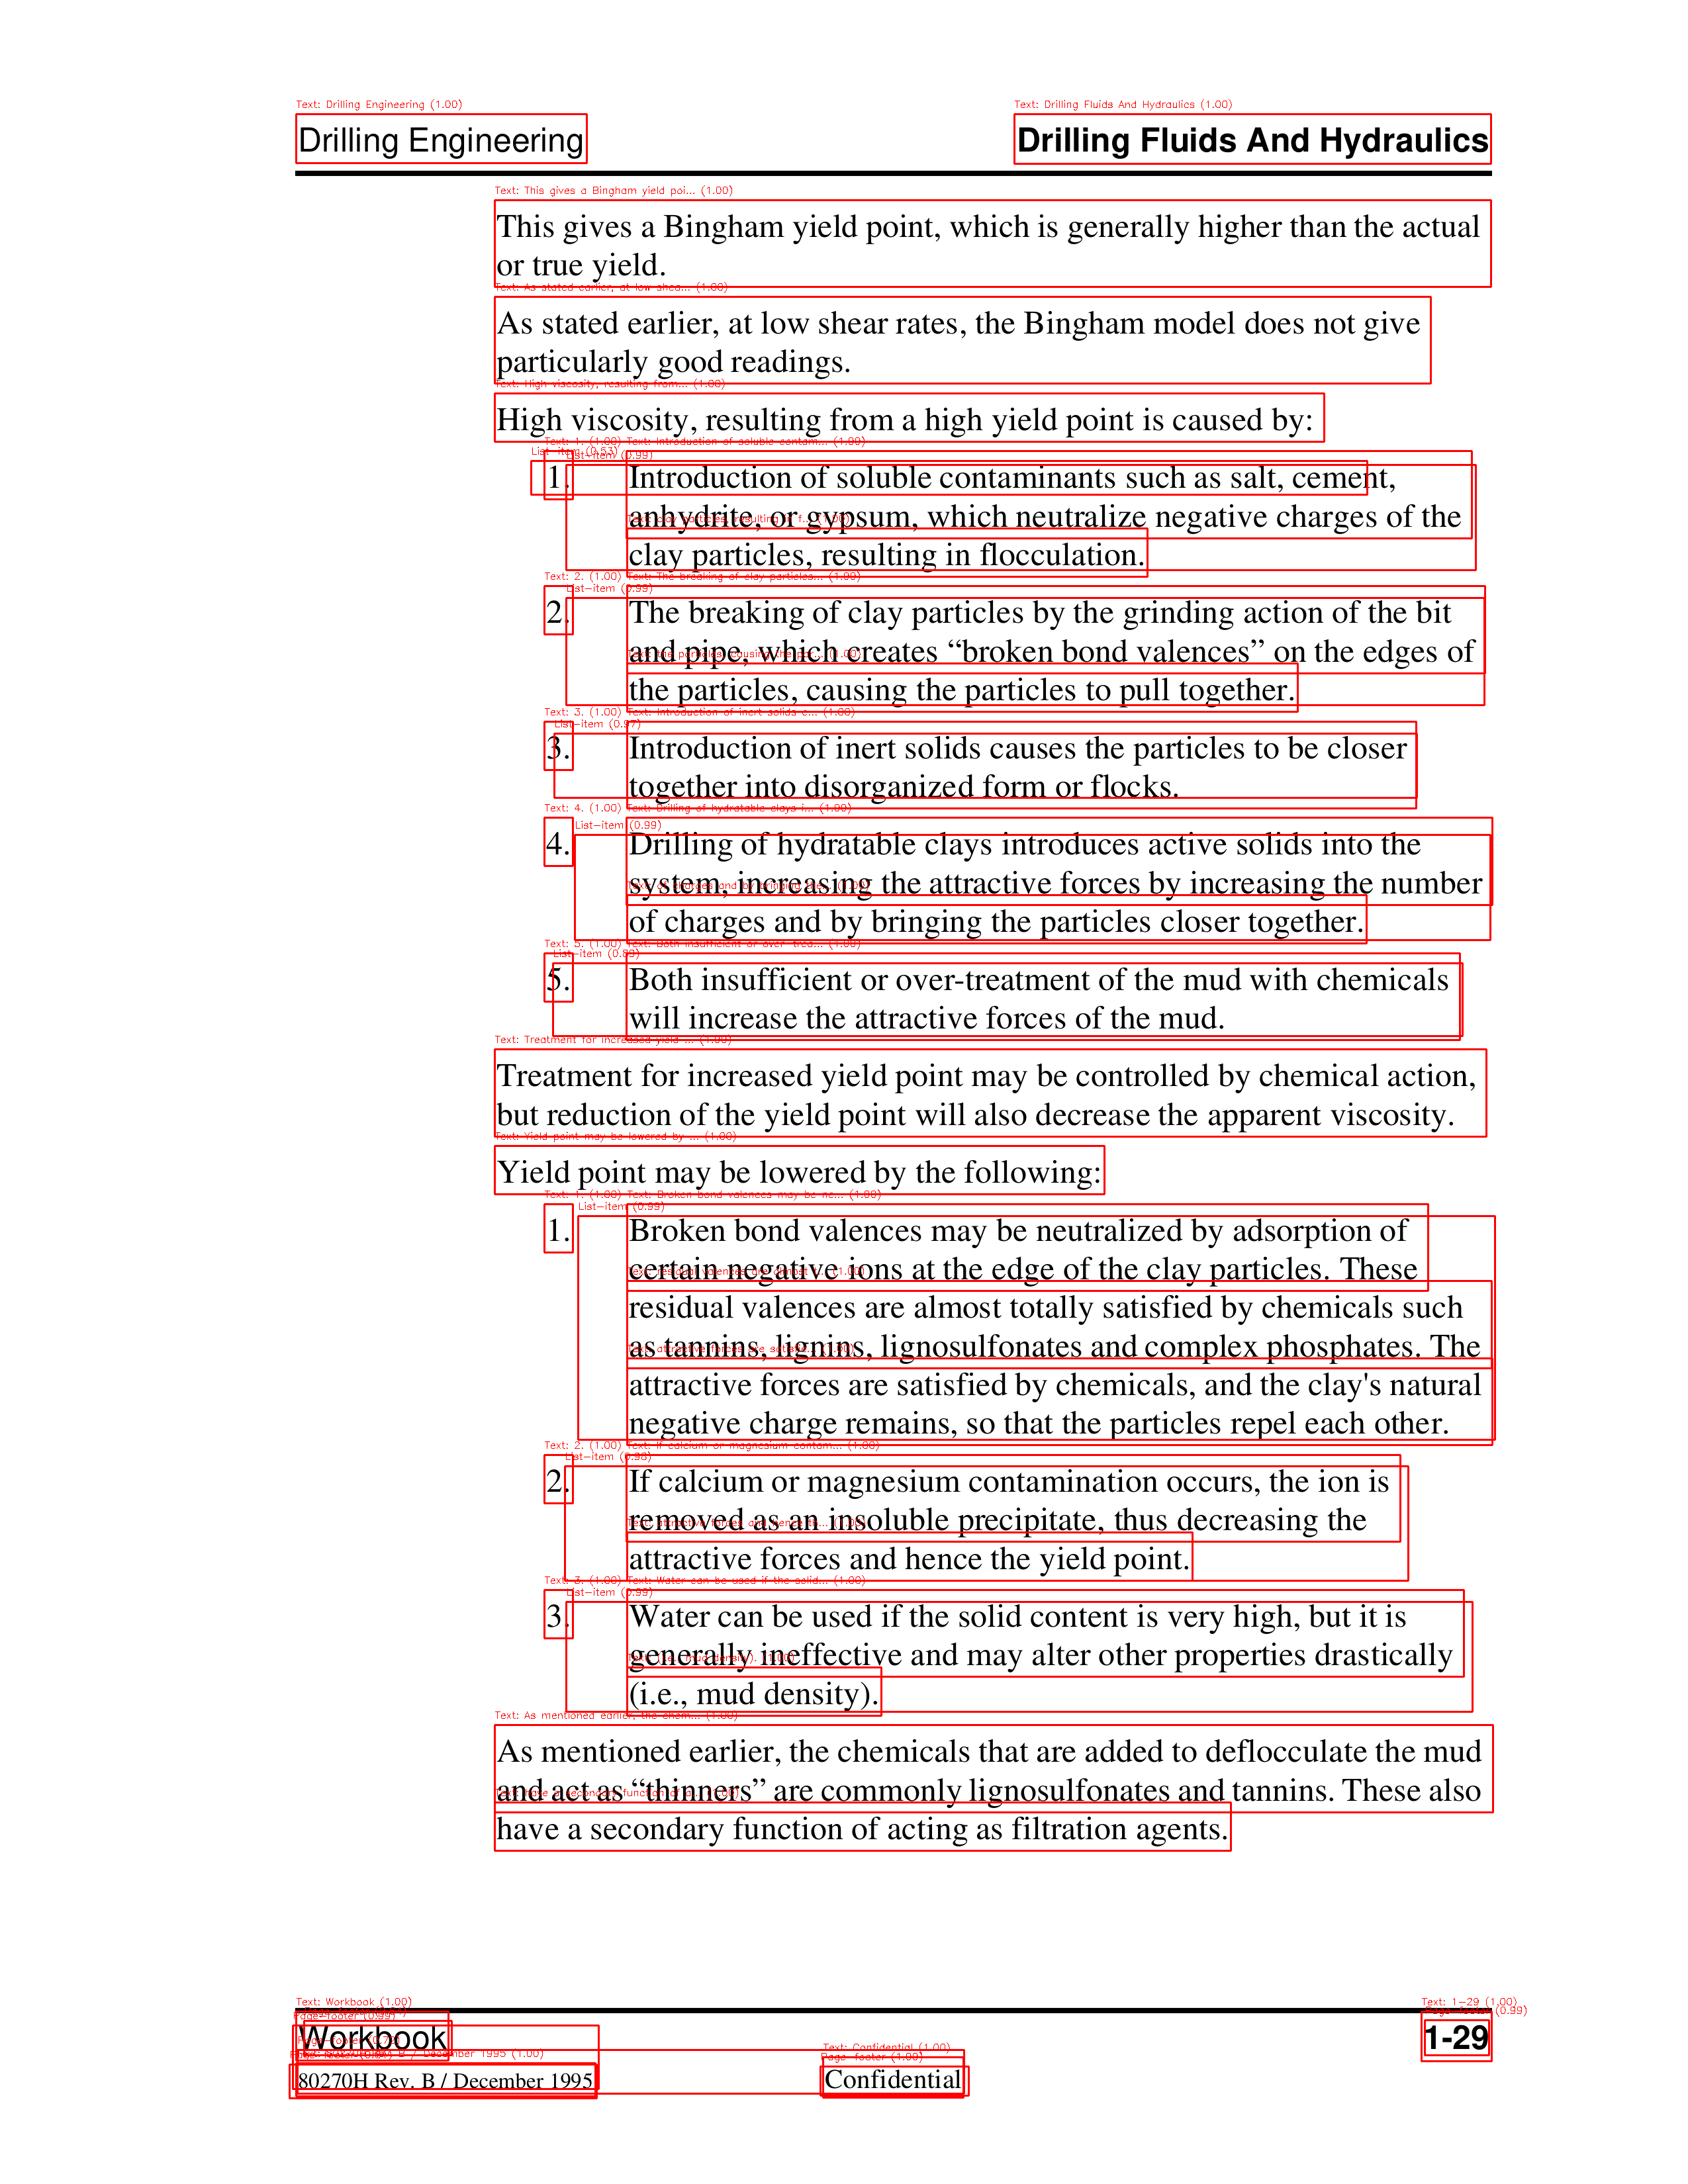 Drilling Engineering
Drilling Fluids And Hydraulics
This gives a Bingham yield point, which is generally higher than the actual
or true yield.
As stated earlier, at low shear rates, the Bingham model does not give
particularly good readings.
High viscosity, resulting from a high yield point is caused by:
1. Introduction of soluble contaminants such as salt, cement,
anhydrite, or gypsum, which neutralize negative charges of the
clay particles, resulting in flocculation.
2. The breaking of clay particles by the grinding action of the bit
and pipe, which creates “broken bond valences” on the edges of
the particles, causing the particles to pull together.
3. Introduction of inert solids causes the particles to be closer
together into disorganized form or flocks.
4. Drilling of hydratable clays introduces active solids into the
system, increasing the attractive forces by increasing the number
of charges and by bringing the particles closer together.
5. Both insufficient or over-treatment of the mud with chemicals
will increase the attractive forces of the mud.
Treatment for increased yield point may be controlled by chemical action,
but reduction of the yield point will also decrease the apparent viscosity.
Yield point may be lowered by the following:
1. Broken bond valences may be neutralized by adsorption of
certain negative ions at the edge of the clay particles. These
residual valences are almost totally satisfied by chemicals such
as tannins, lignins, lignosulfonates and complex phosphates. The
attractive forces are satisfied by chemicals, and the clay's natural
negative charge remains, so that the particles repel each other.
2. If calcium or magnesium contamination occurs, the ion is
removed as an insoluble precipitate, thus decreasing the
attractive forces and hence the yield point.
3. Water can be used if the solid content is very high, but it is
generally ineffective and may alter other properties drastically
(i.e., mud density).
As mentioned earlier, the chemicals that are added to deflocculate the mud
and act as “thinners” are commonly lignosulfonates and tannins. These also
have a secondary function of acting as filtration agents.
Workbook
1-29
80270H Rev. B / December 1995
Confidential